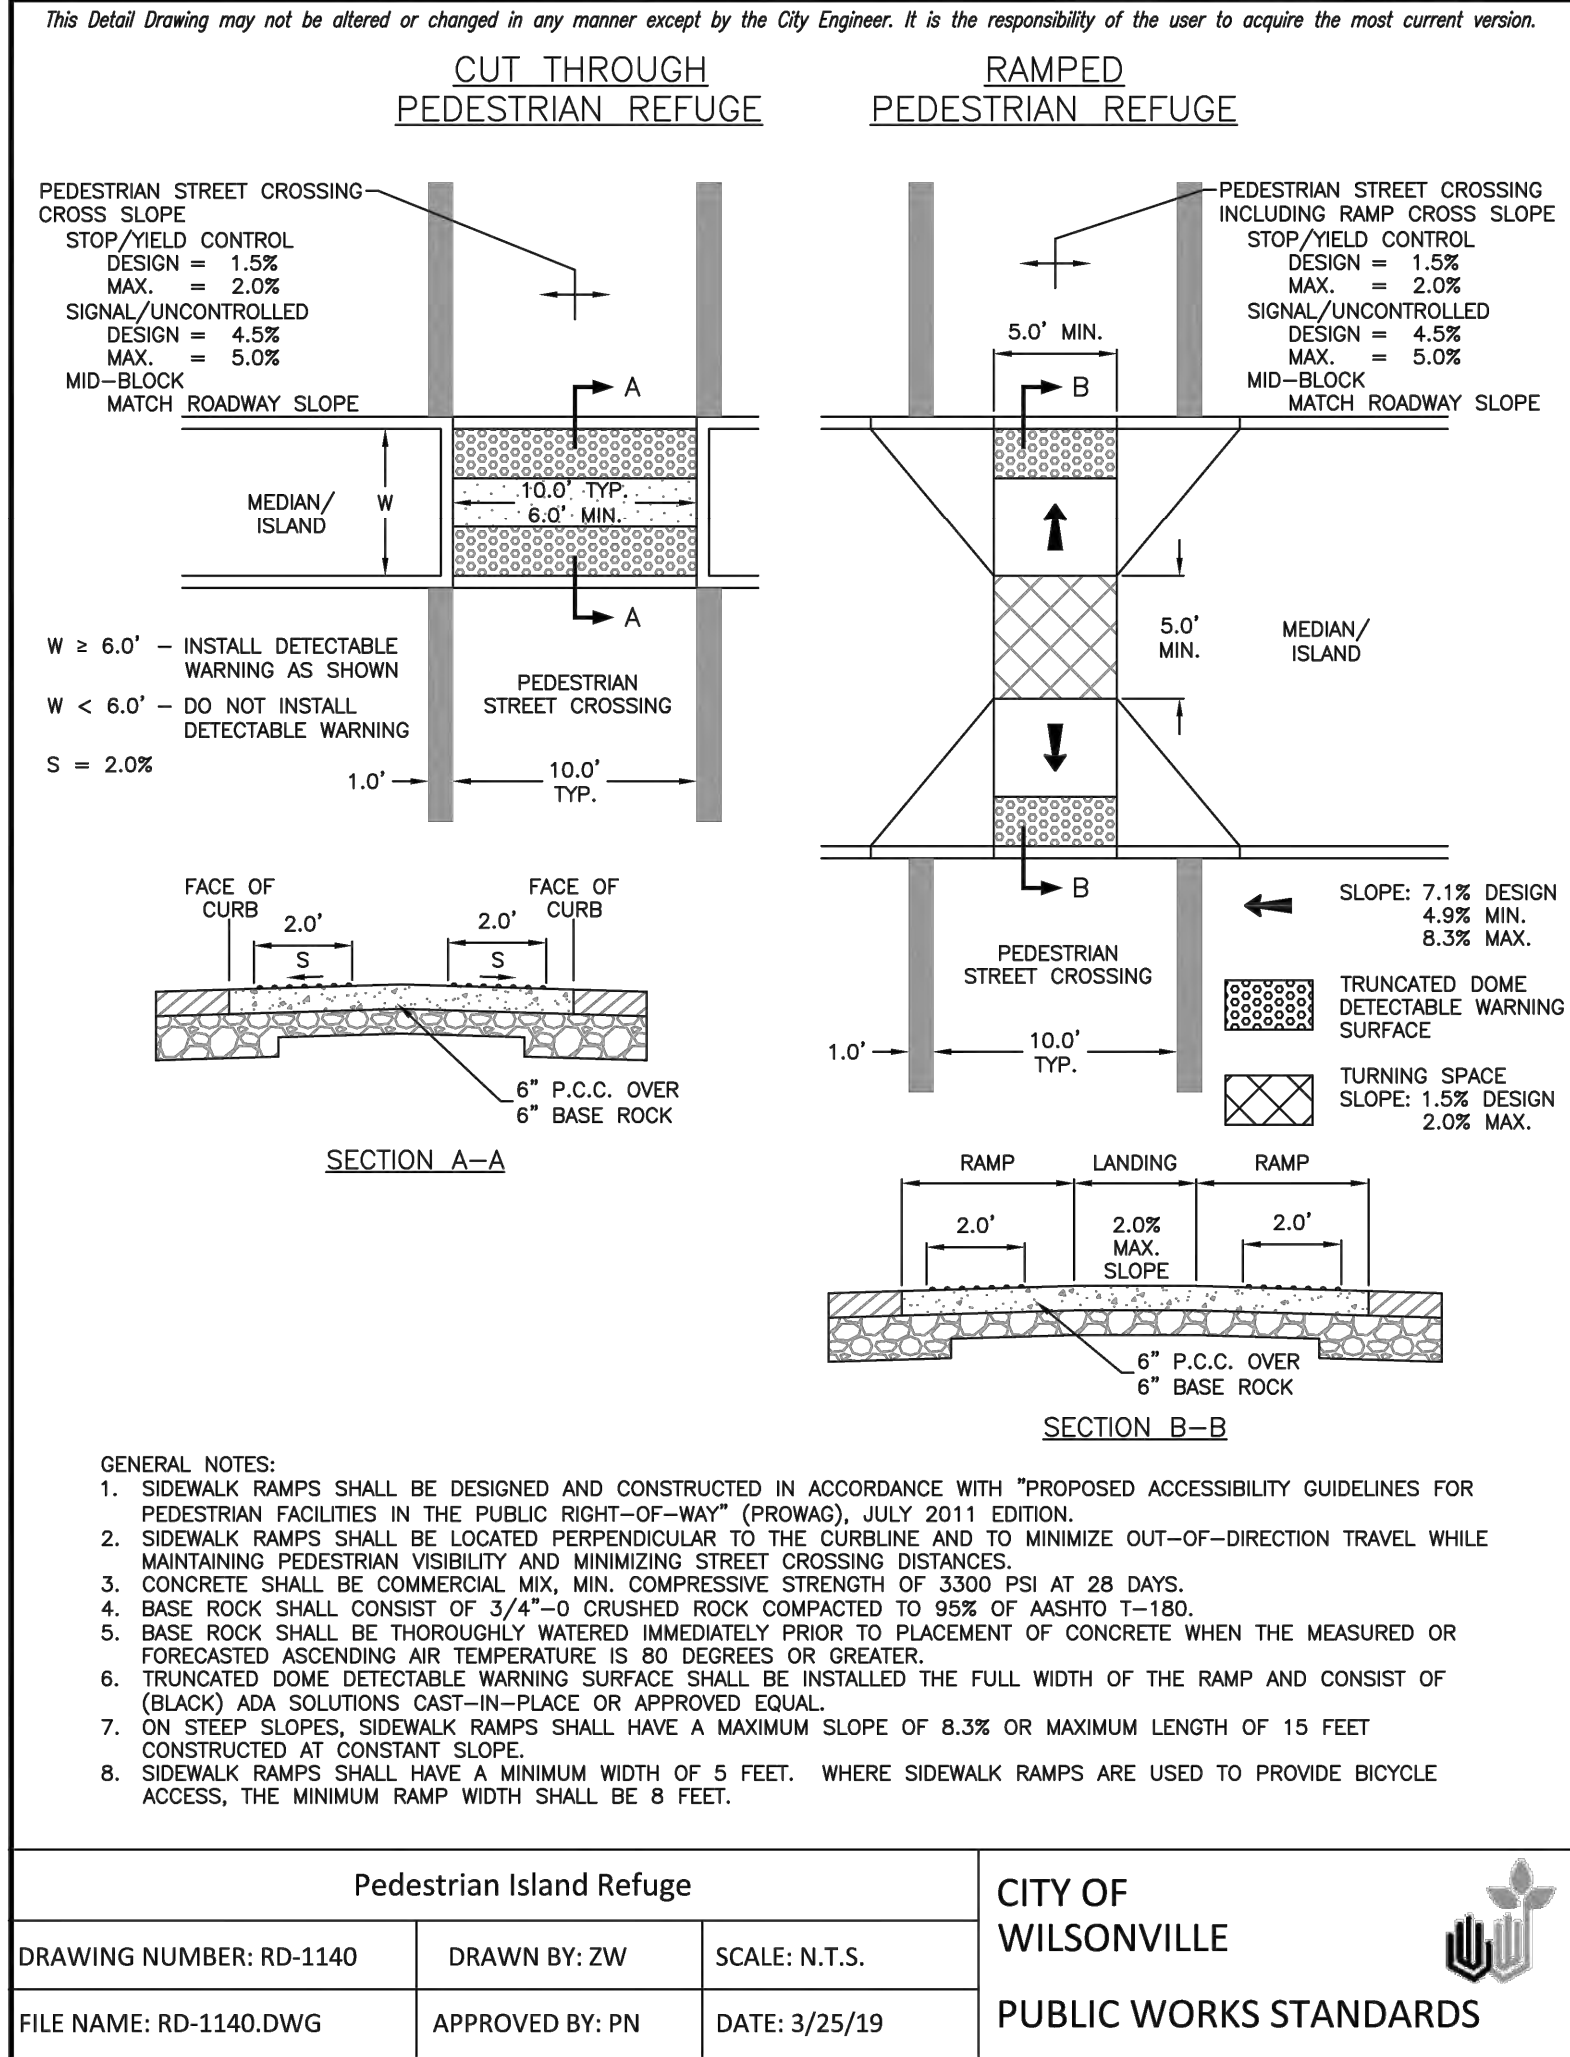 This Detail Drawing may not be altered or changed in any manner except by the City Engineer. It is the responsibility of the user to acquire the most current version.
CUT THROUGH
PEDESTRIAN REFUGE
RAMPED
PEDESTRIAN REFUGE
PEDESTRIAN STREET CROSSING
CROSS SLOPE
STOP/YIELD CONTROL
DESIGN = 1.5%
MAX. = 2.0%
SIGNAL/UNCONTROLLED
DESIGN = 4.5%
MAX. = 5.0%
MID-BLOCK
MATCH ROADWAY SLOPE
A
MEDIAN/
ISLAND
W
10.0' TYP.
6.0' MIN.
A
W ≥ 6.0' – INSTALL DETECTABLE
WARNING AS SHOWN
W < 6.0' – DO NOT INSTALL
DETECTABLE WARNING
S = 2.0%
PEDESTRIAN
STREET CROSSING
1.0'
10.0'
TYP.
PEDESTRIAN STREET CROSSING
INCLUDING RAMP CROSS SLOPE
STOP/YIELD CONTROL
DESIGN = 1.5%
MAX. = 2.0%
SIGNAL/UNCONTROLLED
DESIGN = 4.5%
MAX. = 5.0%
MID-BLOCK
MATCH ROADWAY SLOPE
5.0' MIN.
B
5.0'
MIN.
MEDIAN/
ISLAND
B
PEDESTRIAN
STREET CROSSING
1.0'
10.0'
TYP.
SLOPE: 7.1% DESIGN
4.9% MIN.
8.3% MAX.
TRUNCATED DOME
DETECTABLE WARNING
SURFACE
TURNING SPACE
SLOPE: 1.5% DESIGN
2.0% MAX.
FACE OF
CURB
FACE OF
CURB
2.0'
2.0'
S
S
6" P.C.C. OVER
6" BASE ROCK
SECTION A-A
RAMP
LANDING
RAMP
2.0'
2.0%
MAX.
SLOPE
2.0'
6" P.C.C. OVER
6" BASE ROCK
SECTION B-B
GENERAL NOTES:
1. SIDEWALK RAMPS SHALL BE DESIGNED AND CONSTRUCTED IN ACCORDANCE WITH "PROPOSED ACCESSIBILITY GUIDELINES FOR
PEDESTRIAN FACILITIES IN THE PUBLIC RIGHT-OF-WAY" (PROWAG), JULY 2011 EDITION.
2. SIDEWALK RAMPS SHALL BE LOCATED PERPENDICULAR TO THE CURBLINE AND TO MINIMIZE OUT-OF-DIRECTION TRAVEL WHILE
MAINTAINING PEDESTRIAN VISIBILITY AND MINIMIZING STREET CROSSING DISTANCES.
3. CONCRETE SHALL BE COMMERCIAL MIX, MIN. COMPRESSIVE STRENGTH OF 3300 PSI AT 28 DAYS.
4. BASE ROCK SHALL CONSIST OF 3/4"-0 CRUSHED ROCK COMPACTED TO 95% OF AASHTO T-180.
5. BASE ROCK SHALL BE THOROUGHLY WATERED IMMEDIATELY PRIOR TO PLACEMENT OF CONCRETE WHEN THE MEASURED OR
FORECASTED ASCENDING AIR TEMPERATURE IS 80 DEGREES OR GREATER.
6. TRUNCATED DOME DETECTABLE WARNING SURFACE SHALL BE INSTALLED THE FULL WIDTH OF THE RAMP AND CONSIST OF
(BLACK) ADA SOLUTIONS CAST-IN-PLACE OR APPROVED EQUAL.
7. ON STEEP SLOPES, SIDEWALK RAMPS SHALL HAVE A MAXIMUM SLOPE OF 8.3% OR MAXIMUM LENGTH OF 15 FEET
CONSTRUCTED AT CONSTANT SLOPE.
8. SIDEWALK RAMPS SHALL HAVE A MINIMUM WIDTH OF 5 FEET. WHERE SIDEWALK RAMPS ARE USED TO PROVIDE BICYCLE
ACCESS, THE MINIMUM RAMP WIDTH SHALL BE 8 FEET.
Pedestrian Island Refuge
DRAWING NUMBER: RD-1140
DRAWN BY: ZW
SCALE: N.T.S.
FILE NAME: RD-1140.DWG
APPROVED BY: PN
DATE: 3/25/19
CITY OF
WILSONVILLE
PUBLIC WORKS STANDARDS